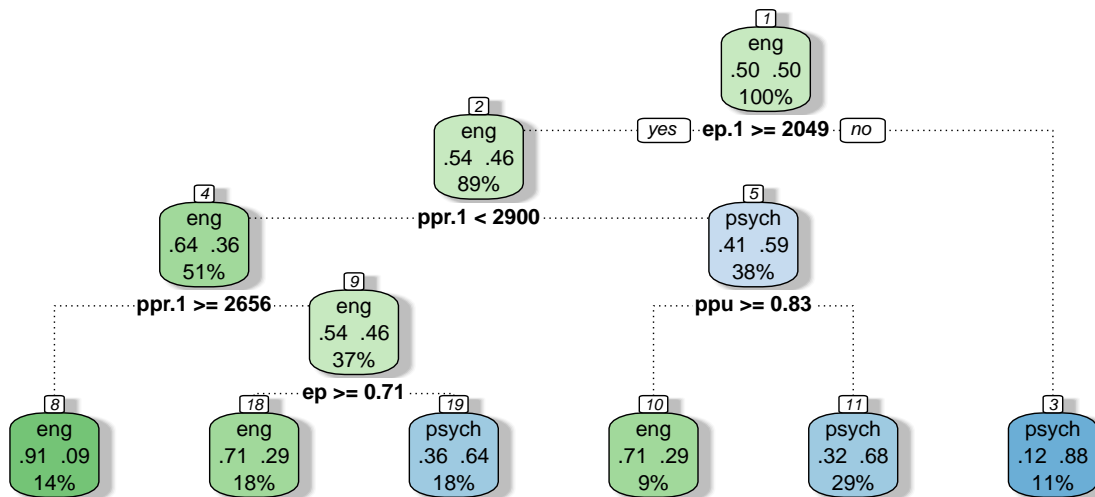 1
eng
.50 .50
100%
yes ep.1 >= 2049 no
2
eng
.54 .46
89%
ppr.1 < 2900
4
eng
.64 .36
51%
ppr.1 >= 2656
5
psych
.41 .59
38%
ppu >= 0.83
9
eng
.54 .46
37%
ep >= 0.71
8
eng
.91 .09
14%
18
eng
.71 .29
18%
19
psych
.36 .64
18%
10
eng
.71 .29
9%
11
psych
.32 .68
29%
3
psych
.12 .88
11%